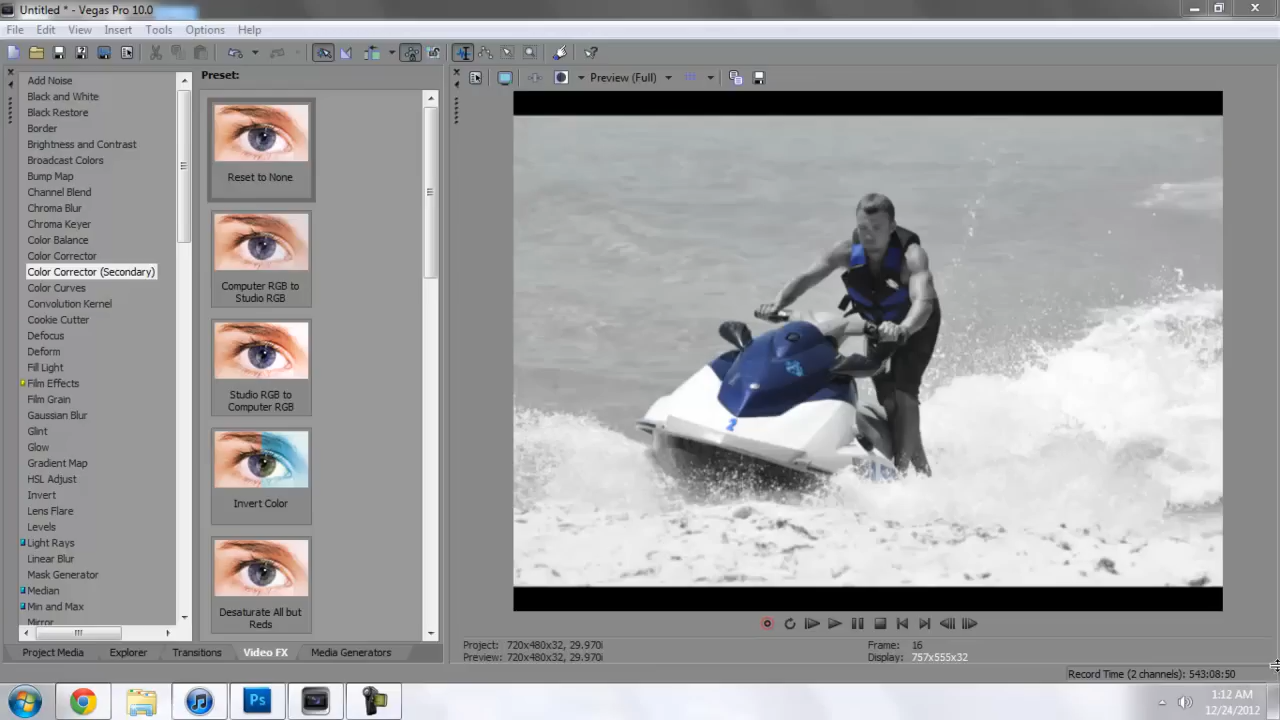 Untitled * - Vegas Pro 10.0
File Edit View Insert Tools Options Help
Add Noise
Black and White
Black Restore
Border
Brightness and Contrast
Broadcast Colors
Bump Map
Channel Blend
Chroma Blur
Chroma Keyer
Color Balance
Color Corrector
Color Corrector (Secondary)
Color Curves
Convolution Kernel
Cookie Cutter
Defocus
Deform
Fill Light
Film Effects
Film Grain
Gaussian Blur
Glint
Glow
Gradient Map
HSL Adjust
Invert
Lens Flare
Levels
Light Rays
Linear Blur
Mask Generator
Median
Min and Max
Mirror
Preset:
Reset to None
Computer RGB to
Studio RGB
Studio RGB to
Computer RGB
Invert Color
Desaturate All but
Reds
Preview (Full)
Project Media Explorer Transitions Video FX Media Generators
Project: 720x480x32, 29.970i
Preview: 720x480x32, 29.970i
Frame: 16
Display: 757x555x32
Record Time (2 channels): 543:08:50
Ps
1:12 AM
12/24/2012